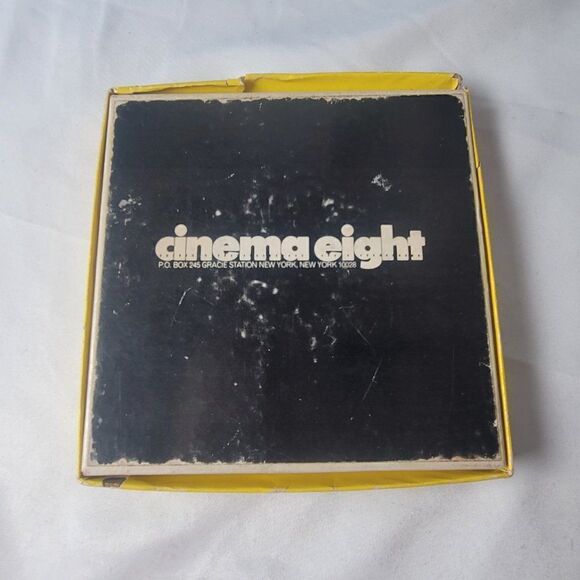 cinema eight
P.O. BOX 245 GRACIE STATION NEW YORK, NEW YORK 10028